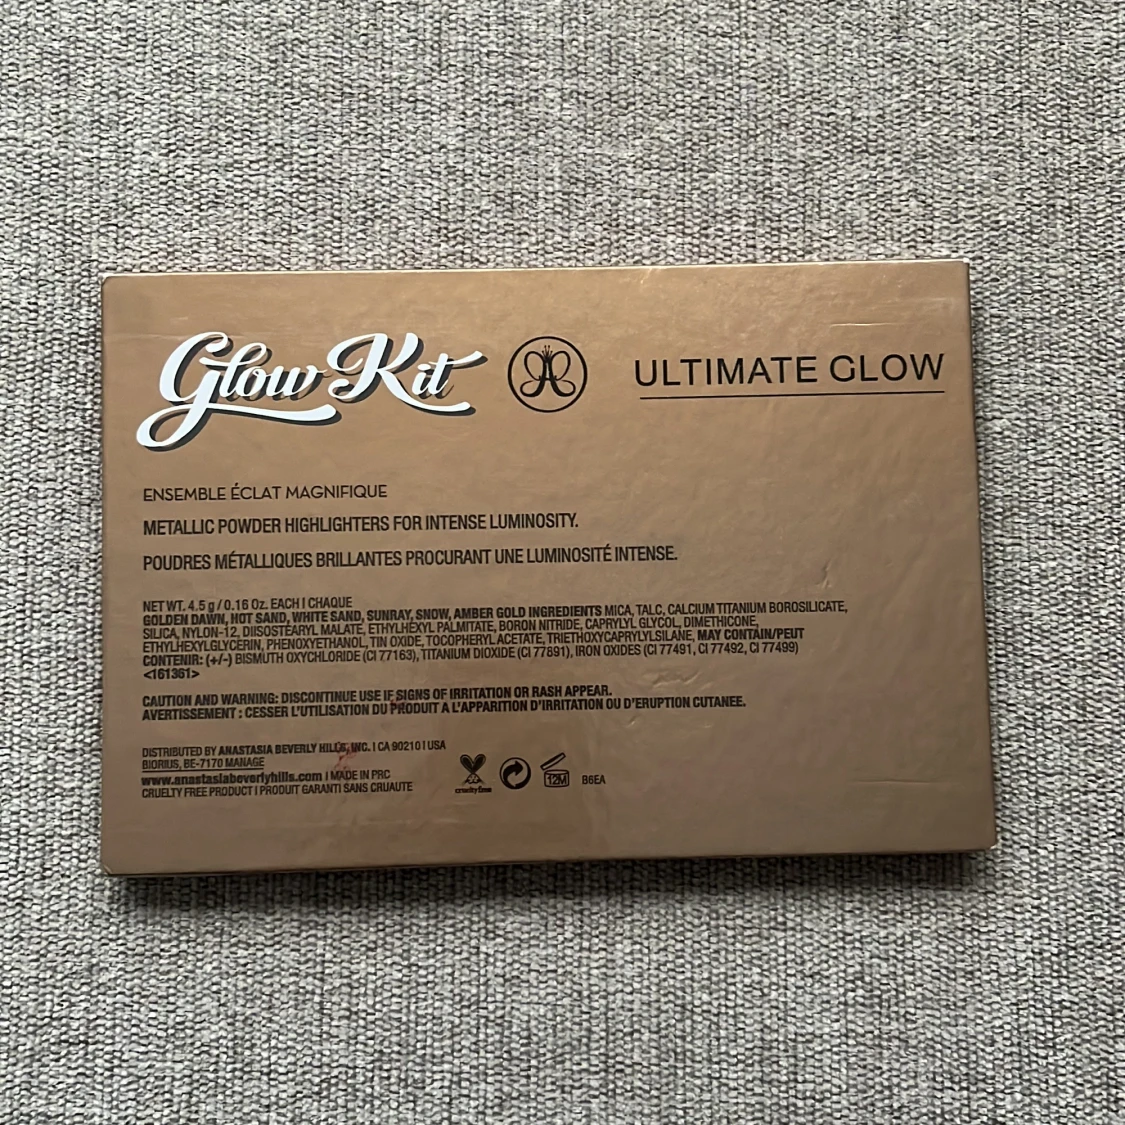 Glow Kit
ULTIMATE GLOW
ENSEMBLE ÉCLAT MAGNIFIQUE
METALLIC POWDER HIGHLIGHTERS FOR INTENSE LUMINOSITY.
POUDRES MÉTALLIQUES BRILLANTES PROCURANT UNE LUMINOSITÉ INTENSE.
NET WT. 4.5 g / 0.16 Oz. EACH | CHAQUE
GOLDEN DAWN, HOT SAND, WHITE SAND, SUNRAY, SNOW, AMBER GOLD INGREDIENTS MICA, TALC, CALCIUM TITANIUM BOROSILICATE,
SILICA, NYLON-12, DIISOSTEARYL MALATE, ETHYLHEXYL PALMITATE, BORON NITRIDE, CAPRYLYL GLYCOL, DIMETHICONE,
ETHYLHEXYLGLYCERIN, PHENOXYETHANOL, TIN OXIDE, TOCOPHERYL ACETATE, TRIETHOXYCAPRYLYLSILANE, MAY CONTAIN/PEUT
CONTENIR: (+/-) BISMUTH OXYCHLORIDE (CI 77163), TITANIUM DIOXIDE (CI 77891), IRON OXIDES (CI 77491, CI 77492, CI 77499)
<161361>
CAUTION AND WARNING: DISCONTINUE USE IF SIGNS OF IRRITATION OR RASH APPEAR.
AVERTISSEMENT : CESSER L'UTILISATION DU PRODUIT A L'APPARITION D'IRRITATION OU D'ERUPTION CUTANEE.
DISTRIBUTED BY ANASTASIA BEVERLY HILLS, INC. | CA 90210 | USA
BIORIUS, BE-7170 MANAGE
www.anastasiabeverlyhills.com | MADE IN PRC
CRUELTY FREE PRODUCT | PRODUIT GARANTI SANS CRUAUTE
cruelty free
12M
B6EA